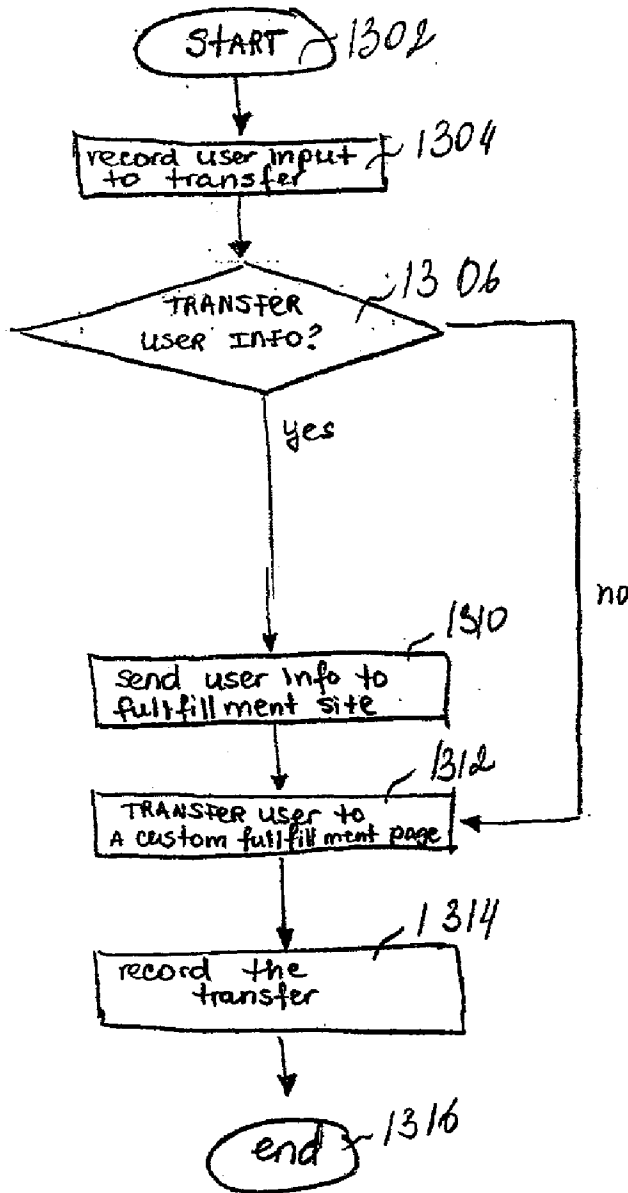 START 1302
record user input 1304
to transfer
1306
TRANSFER
USER INFO?
yes
no
1310
send user info to
fullfillment site
1312
TRANSFER user to
A custom fullfillment page
1314
record the
transfer
end 1316